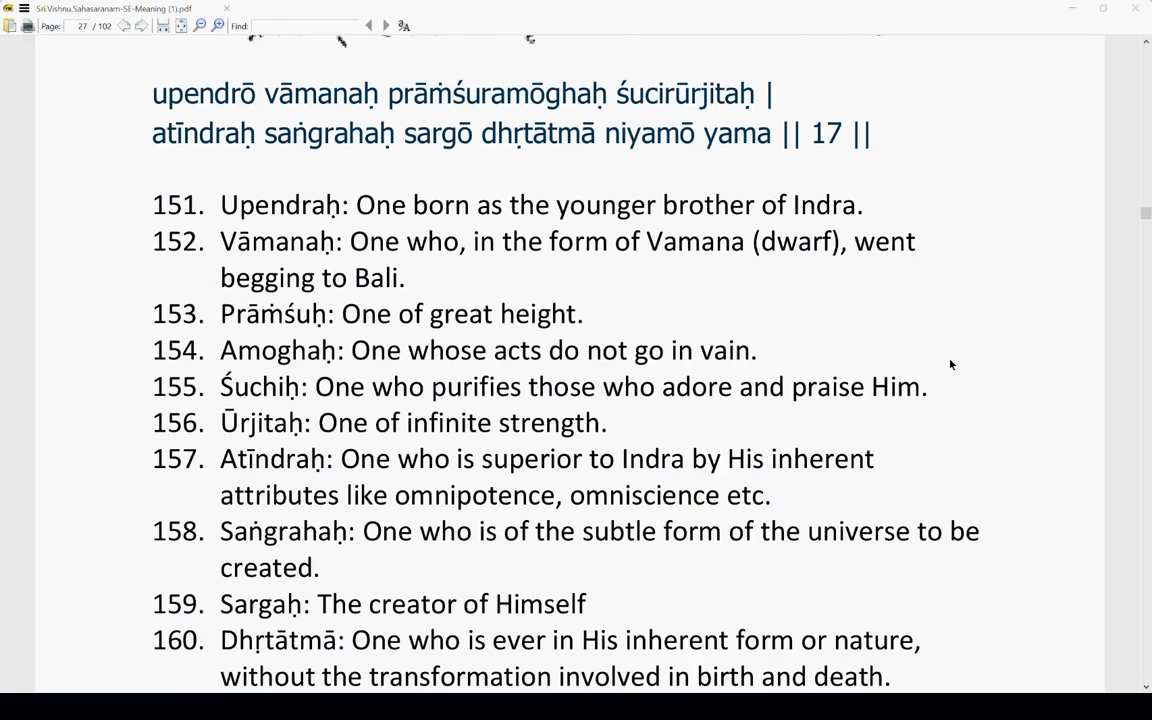 Sri.Vishnu.Sahasaranam-SE-Meaning (1).pdf
Page: 27 / 102 Find:
upendrō vāmanaḥ prāṁśuramōghaḥ śucirūrjitaḥ |
atīndraḥ saṅgrahaḥ sargō dhṛtātmā niyamō yama || 17 ||
151. Upendraḥ: One born as the younger brother of Indra.
152. Vāmanaḥ: One who, in the form of Vamana (dwarf), went
begging to Bali.
153. Prāṁśuḥ: One of great height.
154. Amoghaḥ: One whose acts do not go in vain.
155. Śuchiḥ: One who purifies those who adore and praise Him.
156. Ūrjitaḥ: One of infinite strength.
157. Atīndraḥ: One who is superior to Indra by His inherent
attributes like omnipotence, omniscience etc.
158. Saṅgrahaḥ: One who is of the subtle form of the universe to be
created.
159. Sargaḥ: The creator of Himself
160. Dhṛtātmā: One who is ever in His inherent form or nature,
without the transformation involved in birth and death.